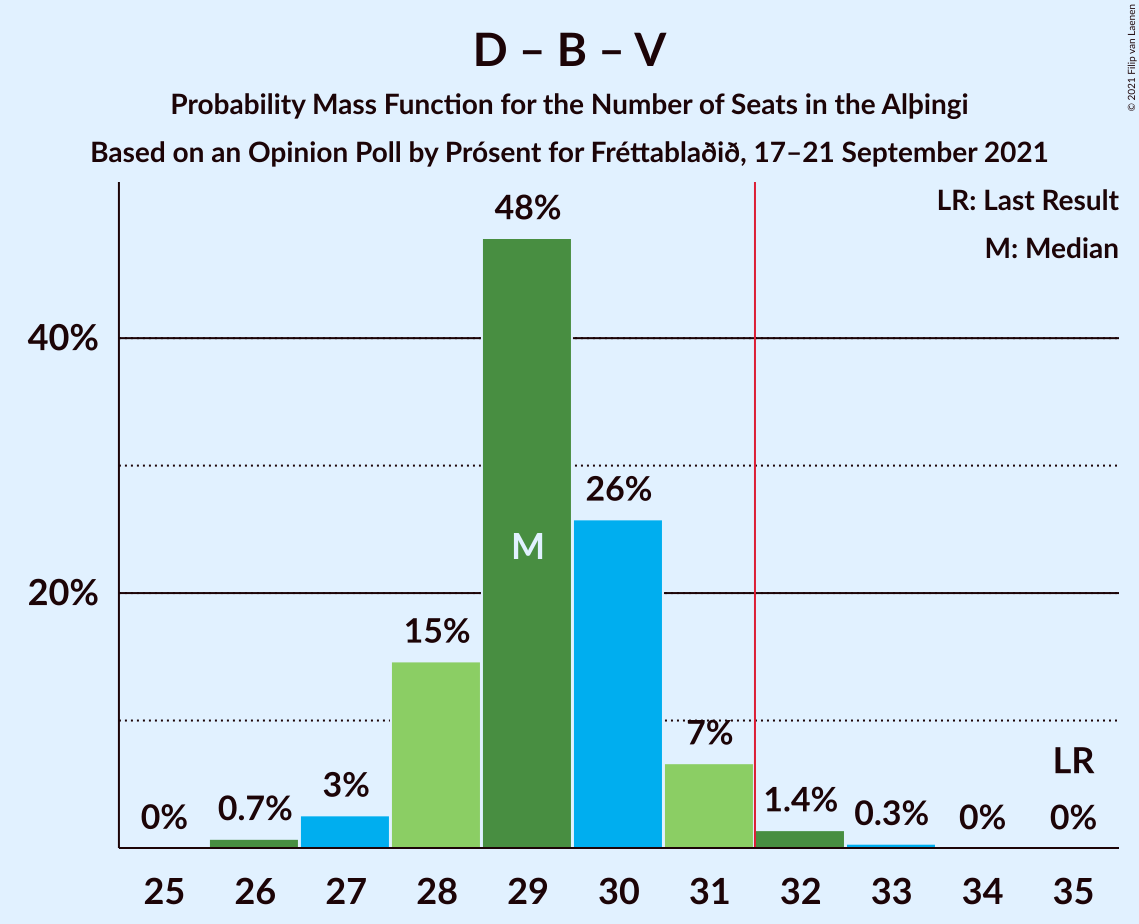 D – B – V
Probability Mass Function for the Number of Seats in the Alþingi
Based on an Opinion Poll by Prósent for Fréttablaðið, 17–21 September 2021
© 2021 Filip van Laenen
LR: Last Result
M: Median
40%
20%
0%
0.7%
3%
15%
48%
M
26%
7%
1.4%
0.3%
0%
LR
0%
25 26 27 28 29 30 31 32 33 34 35